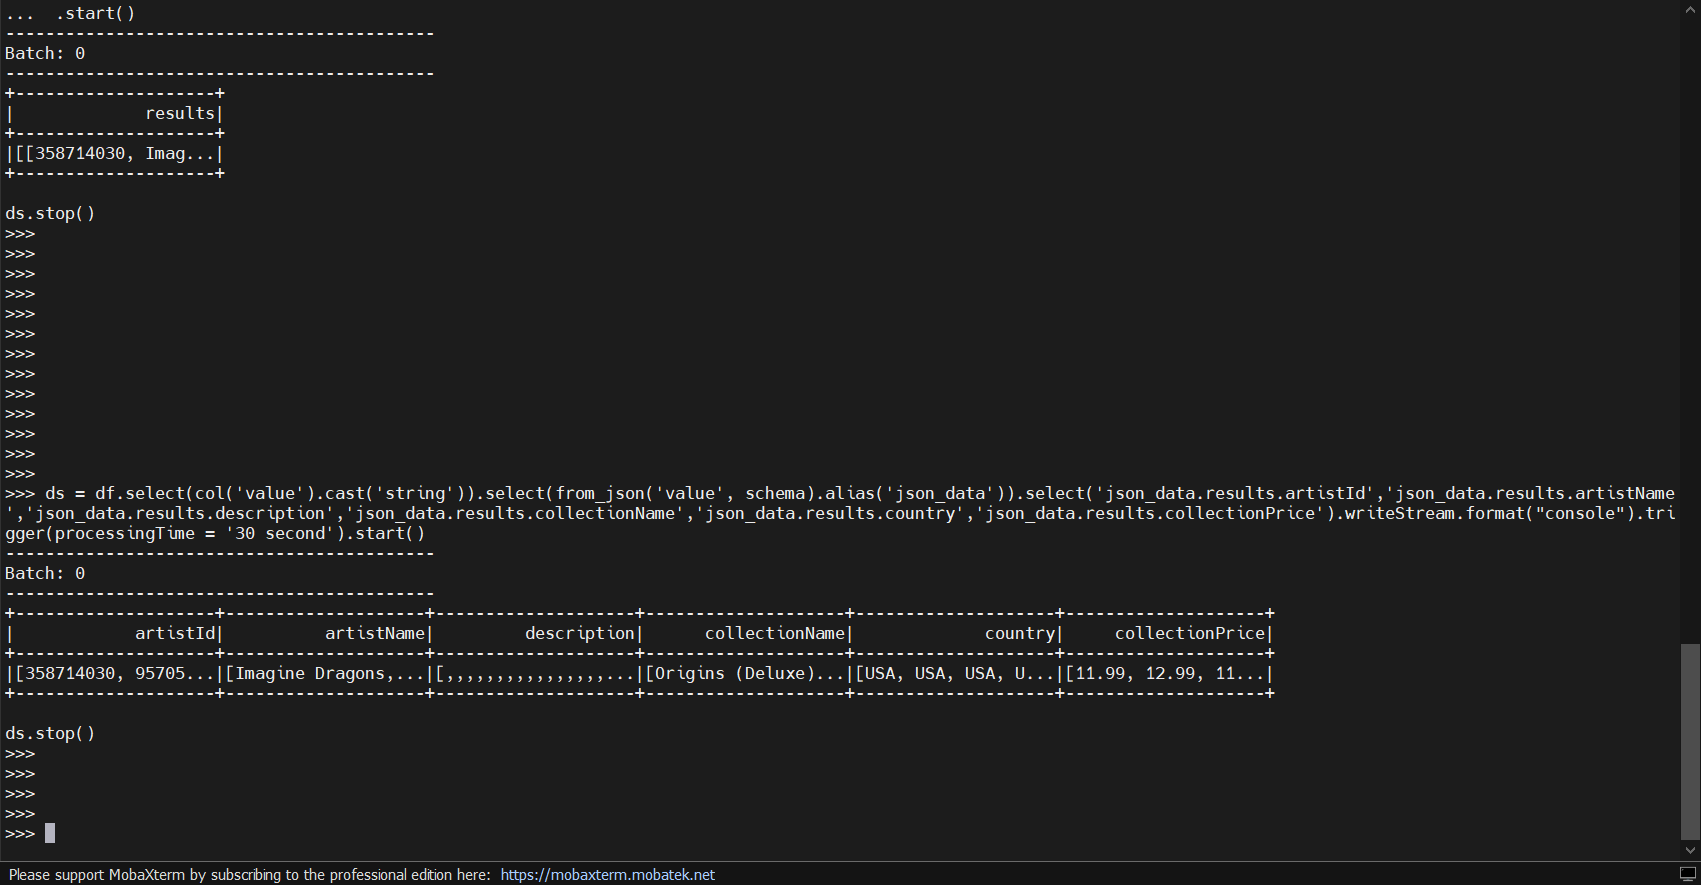 ...  .start()
-------------------------------------------
Batch: 0
-------------------------------------------
+--------------------+
|             results|
+--------------------+
|[[358714030, Imag...|
+--------------------+
ds.stop()
>>>
>>>
>>>
>>>
>>>
>>>
>>>
>>>
>>>
>>>
>>>
>>>
>>>
>>> ds = df.select(col('value').cast('string')).select(from_json('value', schema).alias('json_data')).select('json_data.results.artistId','json_data.results.artistName
','json_data.results.description','json_data.results.collectionName','json_data.results.country','json_data.results.collectionPrice').writeStream.format("console").tri
gger(processingTime = '30 second').start()
-------------------------------------------
Batch: 0
-------------------------------------------
+--------------------+--------------------+--------------------+--------------------+--------------------+--------------------+
|            artistId|          artistName|         description|      collectionName|             country|     collectionPrice|
+--------------------+--------------------+--------------------+--------------------+--------------------+--------------------+
|[358714030, 95705...|[Imagine Dragons,...|[,,,,,,,,,,,,,,,,...|[Origins (Deluxe)...|[USA, USA, USA, U...|[11.99, 12.99, 11...|
+--------------------+--------------------+--------------------+--------------------+--------------------+--------------------+
ds.stop()
>>>
>>>
>>>
>>>
>>>
Please support MobaXterm by subscribing to the professional edition here:  https://mobaxterm.mobatek.net